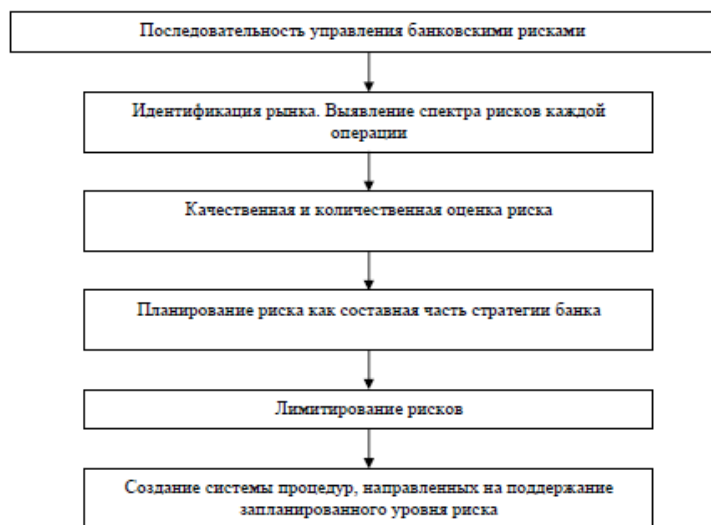 Последовательность управления банковскими рисками
Идентификация рынка. Выявление спектра рисков каждой
операции
Качественная и количественная оценка риска
Планирование риска как составная часть стратегии банка
Лимитирование рисков
Создание системы процедур, направленных на поддержание
запланированного уровня риска